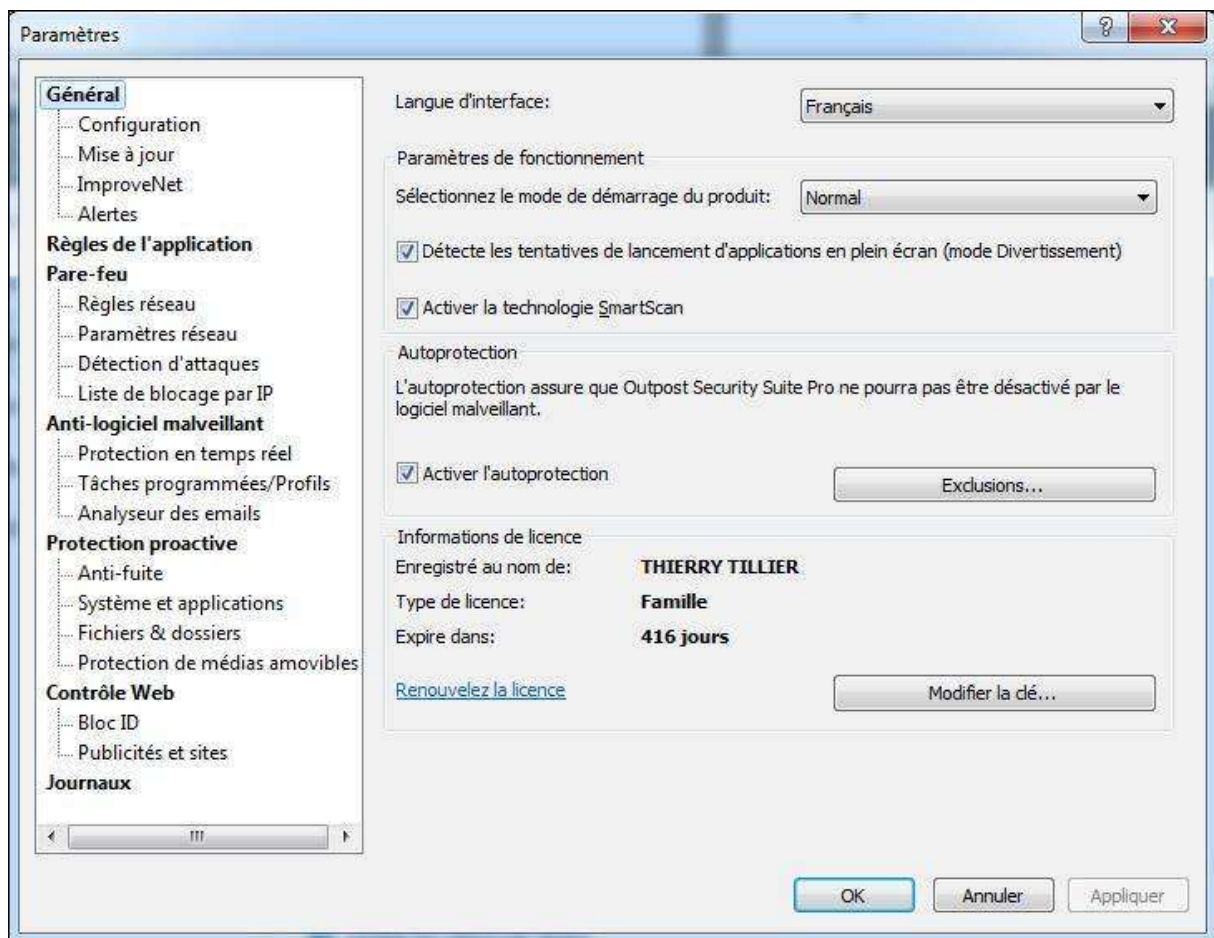 Paramètres
Général
Configuration
Mise à jour
ImproveNet
Alertes
Règles de l'application
Pare-feu
Règles réseau
Paramètres réseau
Détection d'attaques
Liste de blocage par IP
Anti-logiciel malveillant
Protection en temps réel
Tâches programmées/Profils
Analyseur des emails
Protection proactive
Anti-fuite
Système et applications
Fichiers & dossiers
Protection de médias amovibles
Contrôle Web
Bloc ID
Publicités et sites
Journaux
Langue d'interface: Français
Paramètres de fonctionnement
Sélectionnez le mode de démarrage du produit: Normal
Détecte les tentatives de lancement d'applications en plein écran (mode Divertissement)
Activer la technologie SmartScan
Autoprotection
L'autoprotection assure que Outpost Security Suite Pro ne pourra pas être désactivé par le
logiciel malveillant.
Activer l'autoprotection Exclusions...
Informations de licence
Enregistré au nom de: THIERRY TILLIER
Type de licence: Famille
Expire dans: 416 jours
Renouvelez la licence Modifier la clé...
OK Annuler Appliquer